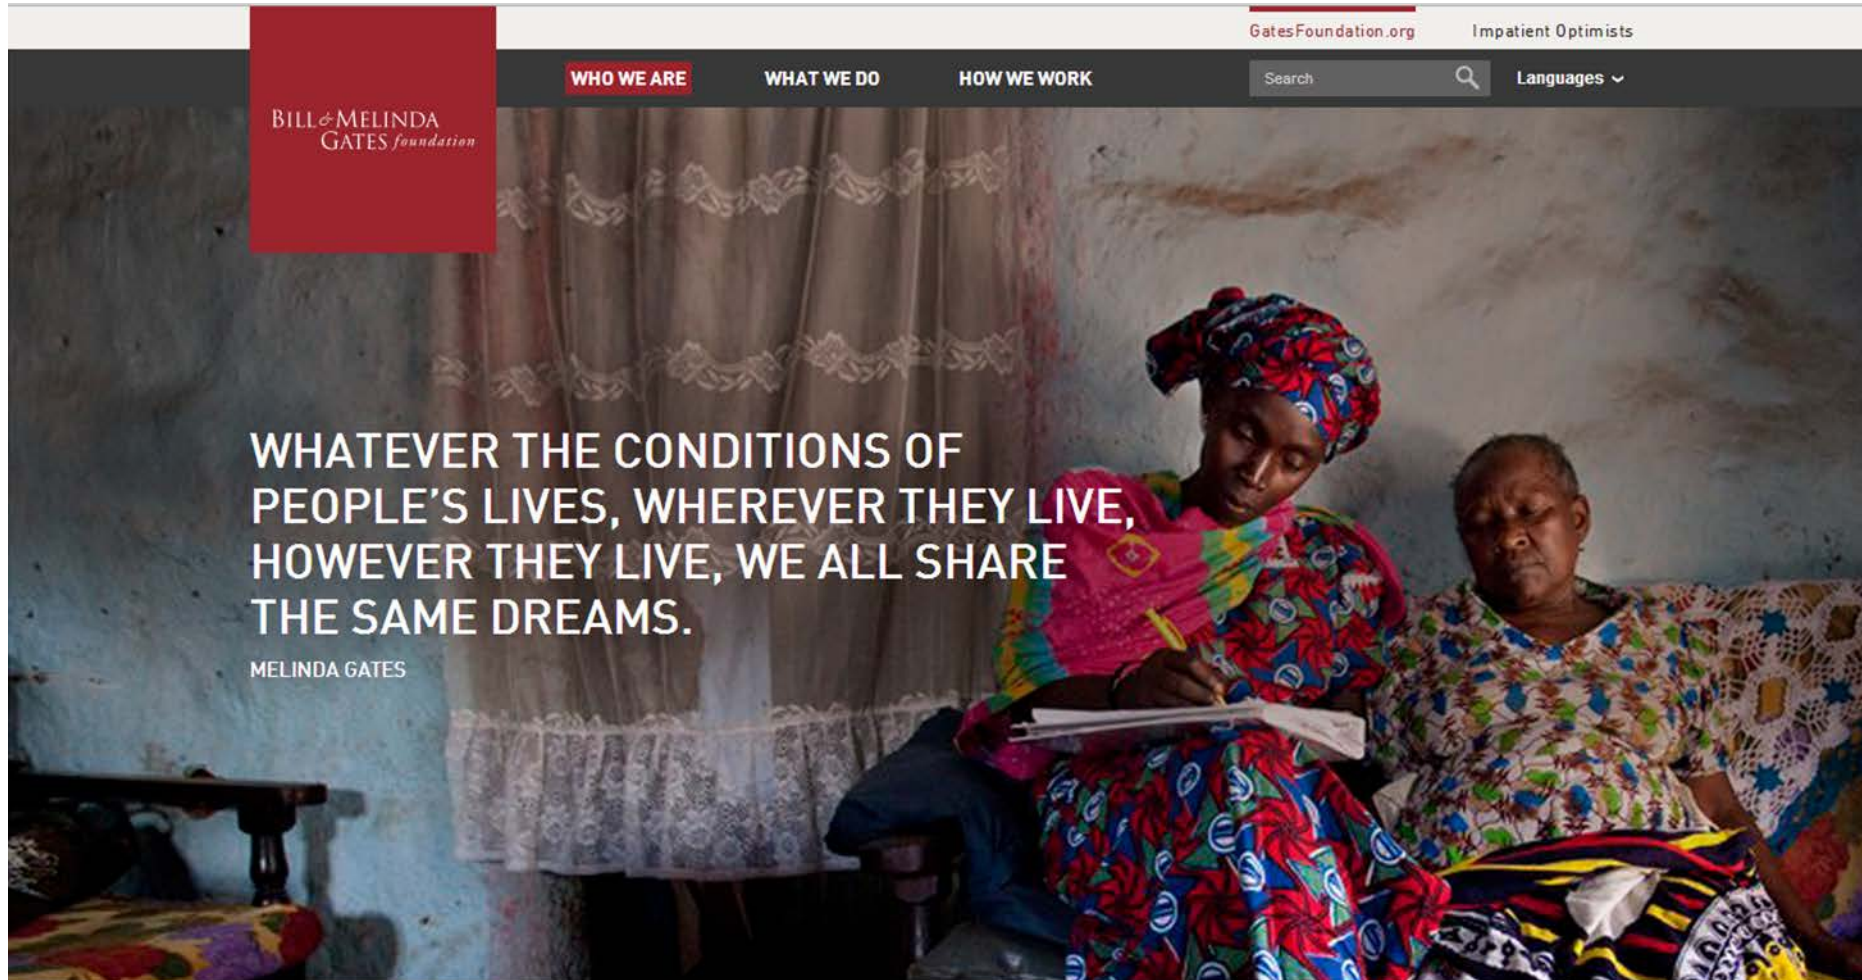 GatesFoundation.org
Impatient Optimists
BILL & MELINDA
GATES foundation
WHO WE ARE
WHAT WE DO
HOW WE WORK
Search
Languages
WHATEVER THE CONDITIONS OF
PEOPLE'S LIVES, WHEREVER THEY LIVE,
HOWEVER THEY LIVE, WE ALL SHARE
THE SAME DREAMS.
MELINDA GATES